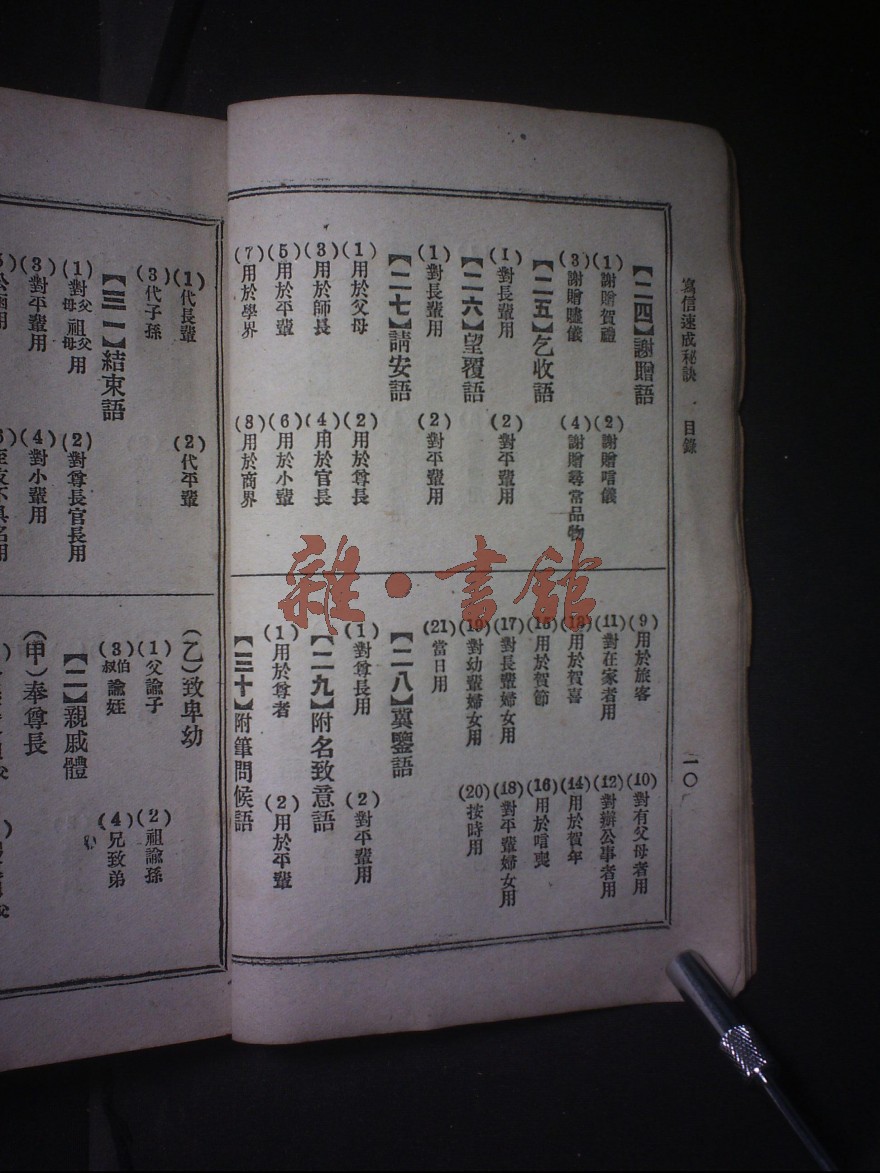 寫信速成秘訣 目錄 一〇
【二四】謝贈語
(1)謝贈賀禮 (2)謝贈唁儀
(3)謝贈贐儀 (4)謝贈尋常品物
【二五】乞收語
(1)對長輩用 (2)對平輩用
【二六】望覆語
(1)對長輩用 (2)對平輩用
【二七】請安語
(1)用於父母 (2)用於尊長
(3)用於師長 (4)用於官長
(5)用於平輩 (6)用於小輩
(7)用於學界 (8)用於商界
(9)用於旅客 (10)對有父母者用
(11)對在家者用 (12)對辦公事者用
(13)用於賀喜 (14)用於賀年
(15)用於賀節 (16)用於唁喪
(17)對長輩婦女用 (18)對平輩婦女用
(19)對幼輩婦女用 (20)按時用
(21)當日用
【二八】冀鑒語
(1)對尊長用 (2)對平輩用
【二九】附名致意語
(1)用於尊者 (2)用於平輩
【三十】附筆問候語
(1)代長輩 (2)代平輩
(3)代子孫
【三一】結束語
(1)對父母祖父母用 (2)對尊長官長用
(3)對平輩用 (4)對小輩用
(乙)致卑幼
(1)父諭子 (2)祖諭孫
(3)伯叔諭姪 (4)兄致弟
【二】親戚體
(甲)奉尊長
雜·書館